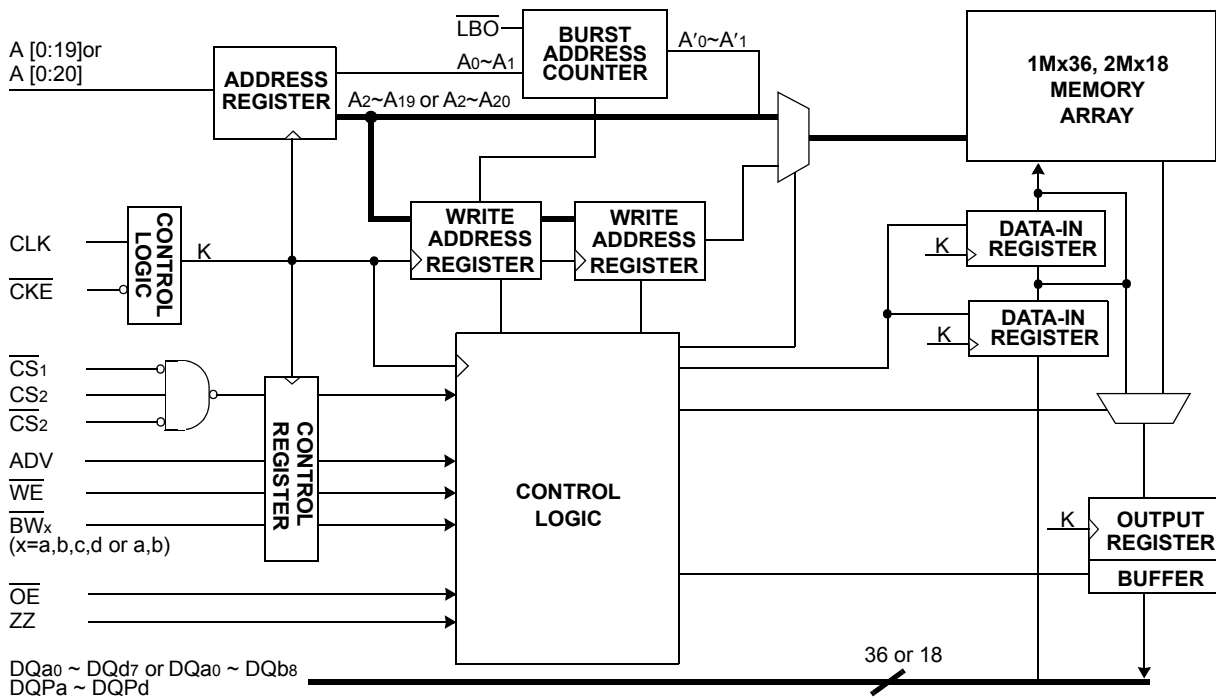 A [0:19]or
A [0:20]
ADDRESS
REGISTER
LBO
A0~A1
BURST
ADDRESS
COUNTER
A′0~A′1
A2~A19 or A2~A20
1Mx36, 2Mx18
MEMORY
ARRAY
WRITE
ADDRESS
REGISTER
WRITE
ADDRESS
REGISTER
DATA-IN
REGISTER
K
DATA-IN
REGISTER
K
CLK
CKE
CONTROL
LOGIC
K
CS1
CS2
CS2
ADV
WE
BWx
(x=a,b,c,d or a,b)
CONTROL
REGISTER
CONTROL
LOGIC
K
OUTPUT
REGISTER
BUFFER
OE
ZZ
DQa0 ~ DQd7 or DQa0 ~ DQb8
DQPa ~ DQPd
36 or 18